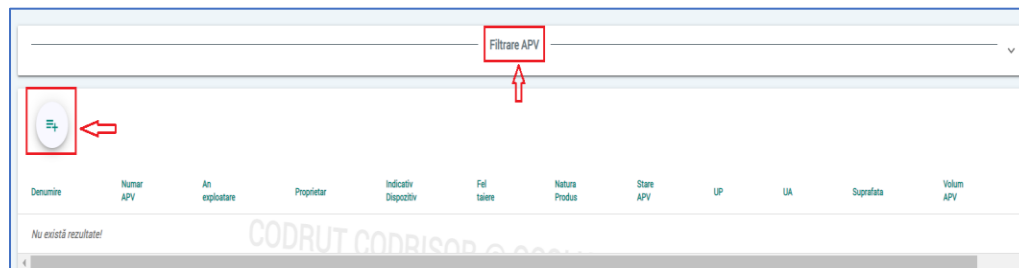 Filtrare APV
Denumire
Numar
APV
An
exploatare
Proprietar
Indicativ
Dispozitiv
Fel
taiere
Natura
Produs
Stare
APV
UP
UA
Suprafata
Volum
APV
Nu există rezultate!
CODRUT CODRISOR @